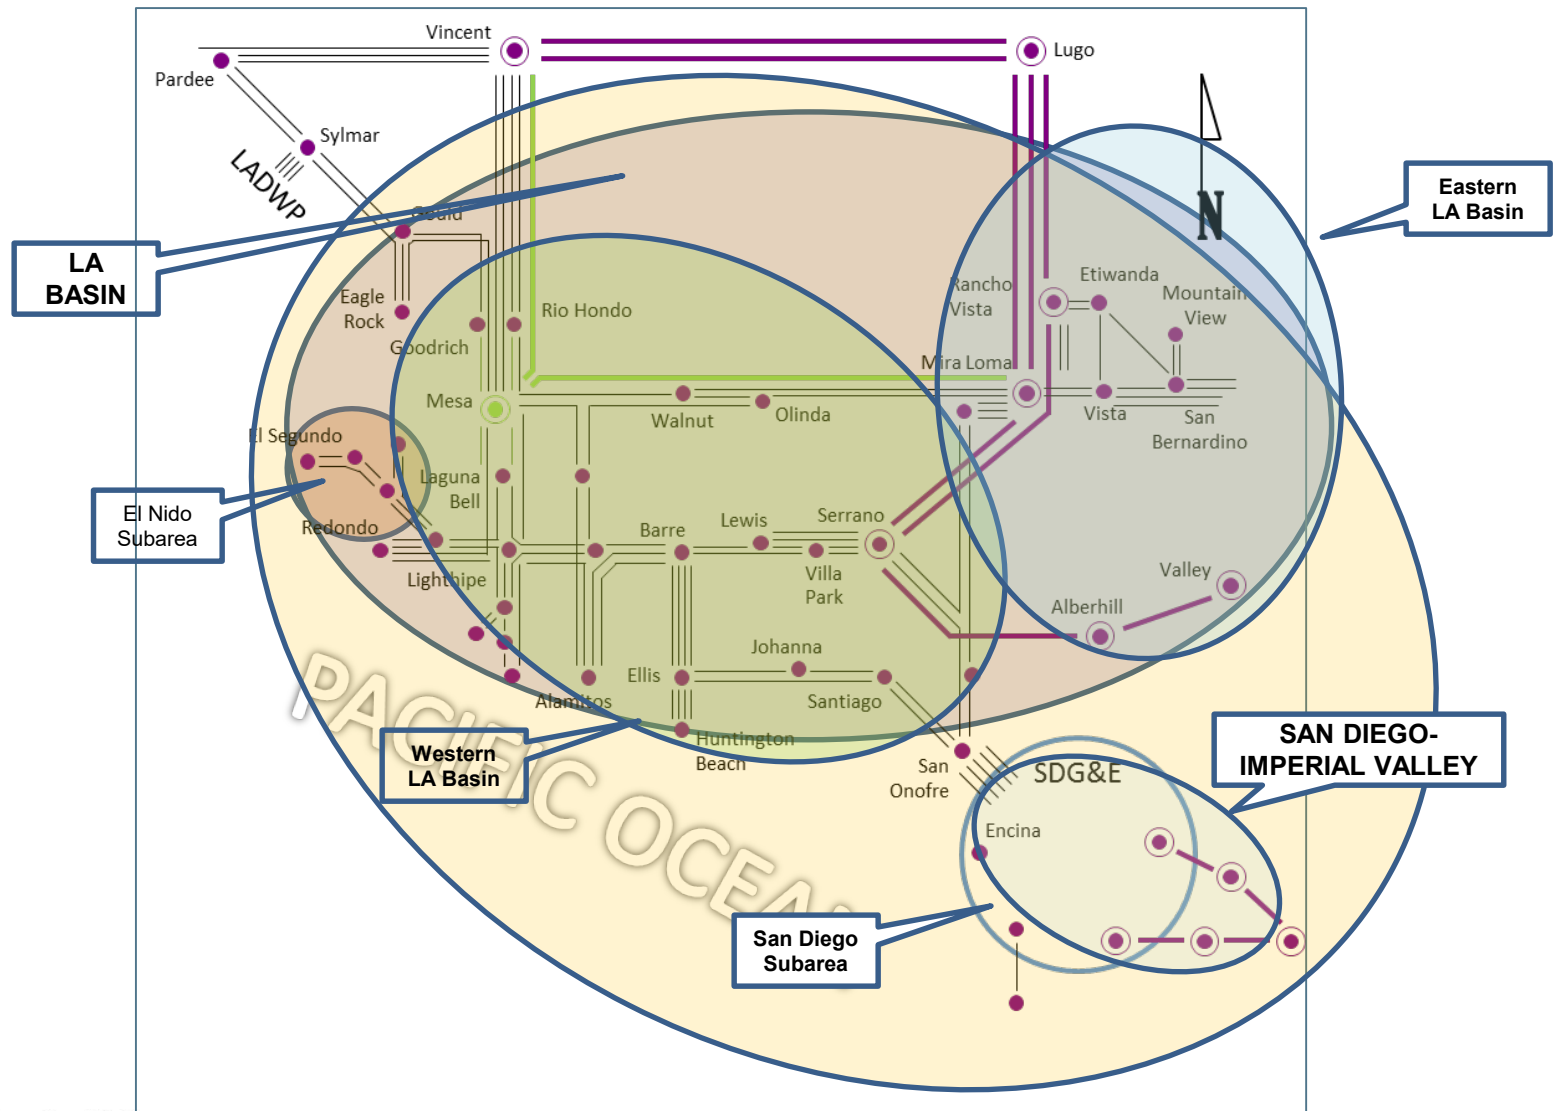 Vincent
Lugo
Pardee
Sylmar
LADWP
Gould
N
Eastern
LA Basin
LA
BASIN
Eagle
Rock
Rio Hondo
Goodrich
Rancho
Vista
Etiwanda
Mountain
View
Mira Loma
Mesa
Walnut
Olinda
Vista
San
Bernardino
El Segundo
Laguna
Bell
El Nido
Subarea
Redondo
Lighthipe
Barre
Lewis
Serrano
Villa
Park
Valley
Alberhill
Johanna
Ellis
Santiago
Alamitos
PACIFIC OCEAN
Western
LA Basin
Huntington
Beach
San
Onofre
SDG&E
SAN DIEGO-
IMPERIAL VALLEY
Encina
San Diego
Subarea